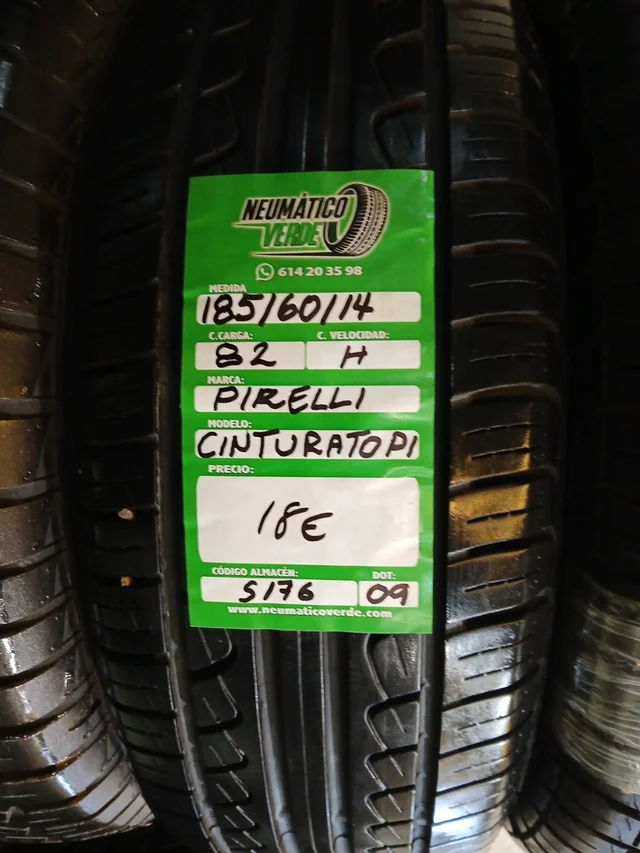 NEUMÁTICO
VERDE
614 20 35 98
MEDIDA
185/60/14
C.CARGA: C. VELOCIDAD:
82 H
MARCA:
PIRELLI
MODELO:
CINTURATOP1
PRECIO:
18€
CÓDIGO ALMACÉN: DOT:
S176 09
www.neumaticoverde.com